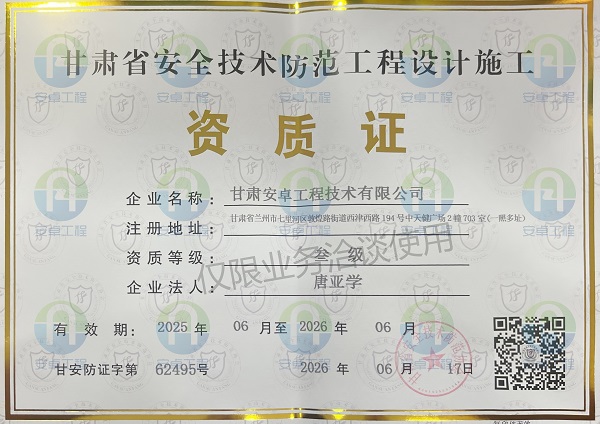 甘肃省安全技术防范工程设计施工
资质证
企业名称：甘肃安卓工程技术有限公司
注册地址：甘肃省兰州市七里河区敦煌路街道西津西路194号中天健广场2幢703室(一照多址)
资质等级：叁级
企业法人：唐亚学
有效期：2025年06月至2026年06月
甘安防证字第62495号 2026年06月17日
仅限业务洽谈使用
安卓工程